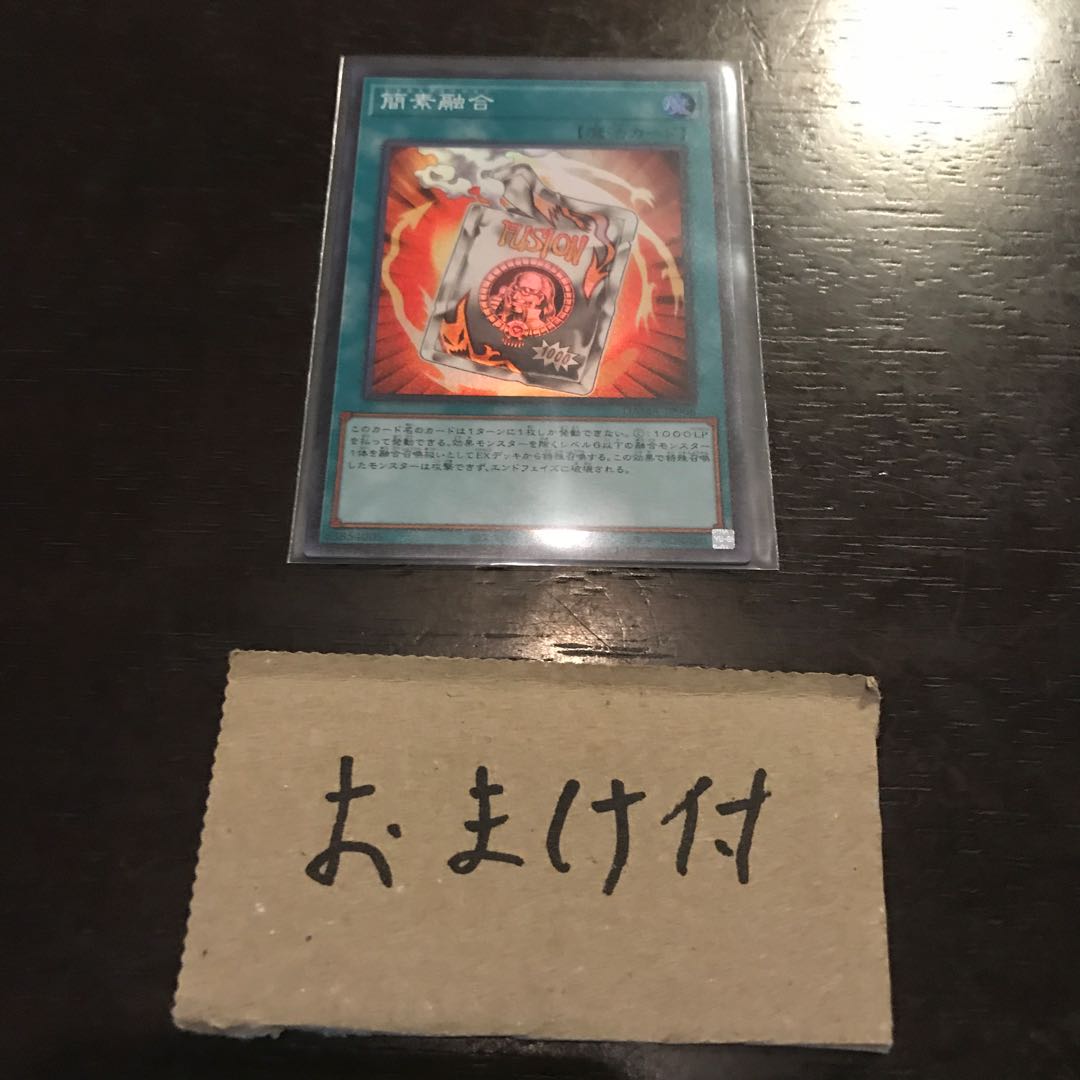 簡素融合
【魔法カード】
FUSION
1000
このカード名のカードは1ターンに1枚しか発動できない。①:1000LP
を払って発動できる。効果モンスターを除くレベル6以下の融合モンスター
1体を融合召喚扱いとしてEXデッキから特殊召喚する。この効果で特殊召喚
したモンスターは攻撃できず、エンドフェイズに破壊される。
おまけ付